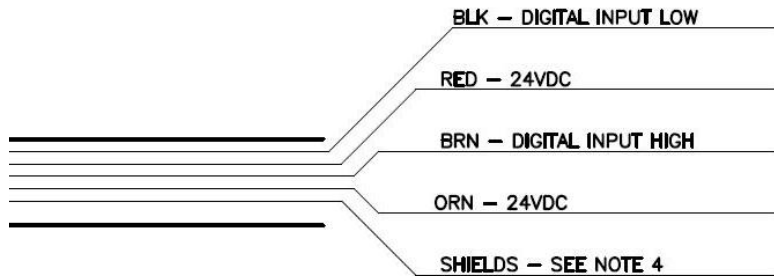 BLK – DIGITAL INPUT LOW
RED – 24VDC
BRN – DIGITAL INPUT HIGH
ORN – 24VDC
SHIELDS – SEE NOTE 4